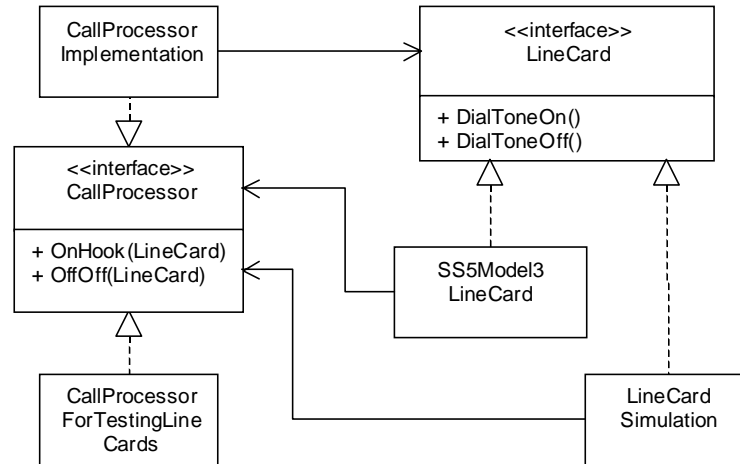 CallProcessor
Implementation
<<interface>>
LineCard
+ DialToneOn()
+ DialToneOff()
<<interface>>
CallProcessor
+ OnHook(LineCard)
+ OffOff(LineCard)
SS5Model3
LineCard
CallProcessor
ForTestingLine
Cards
LineCard
Simulation